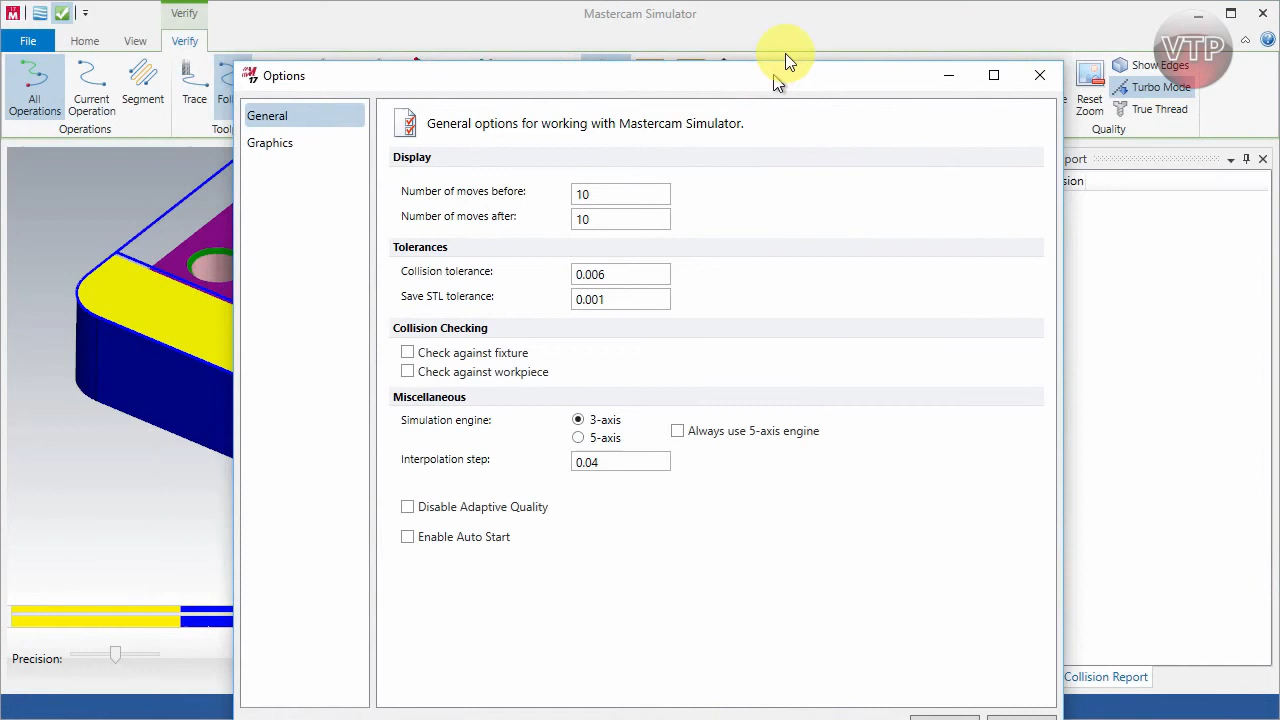 Verify
Mastercam Simulator
File
Home
View
Verify
All Operations
Current Operation
Segment
Operations
Trace
Reset Zoom
Show Edges
Turbo Mode
True Thread
Quality
VTP
Options
General
Graphics
General options for working with Mastercam Simulator.
Display
Number of moves before:
10
Number of moves after:
10
Tolerances
Collision tolerance:
0.006
Save STL tolerance:
0.001
Collision Checking
Check against fixture
Check against workpiece
Miscellaneous
Simulation engine:
3-axis
5-axis
Always use 5-axis engine
Interpolation step:
0.04
Disable Adaptive Quality
Enable Auto Start
Precision:
Collision Report